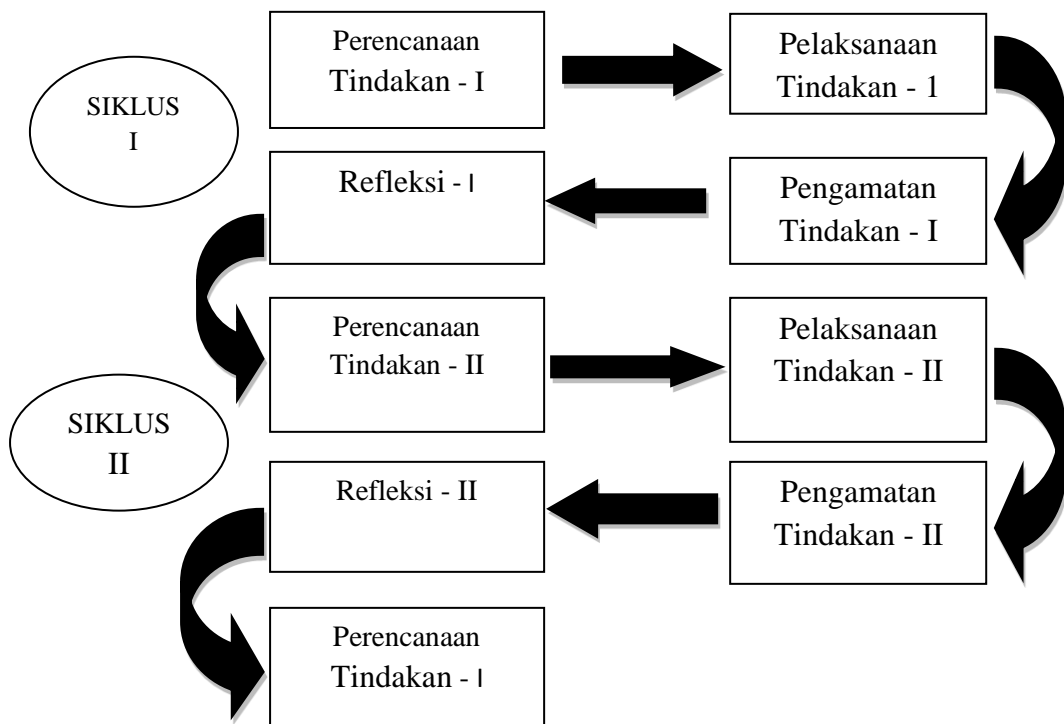 SIKLUS
I
Perencanaan
Tindakan - I
Pelaksanaan
Tindakan - 1
Refleksi - I
Pengamatan
Tindakan - I
SIKLUS
II
Perencanaan
Tindakan - II
Pelaksanaan
Tindakan - II
Refleksi - II
Pengamatan
Tindakan - II
Perencanaan
Tindakan - I